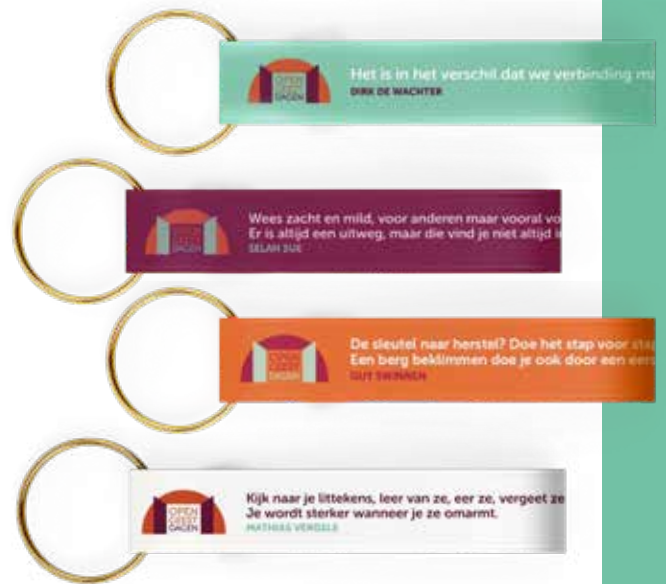 OPEN
GEEST
DAGEN
Het is in het verschil dat we verbinding
DIRK DE WACHTER
OPEN
GEEST
DAGEN
Wees zacht en mild, voor anderen maar vooral
Er is altijd een uitweg, maar die vind je niet altijd
SELAH SUE
OPEN
GEEST
DAGEN
De sleutel naar herstel? Doe het stap voor
Een berg beklimmen doe je ook door een
GUY SWINNEN
OPEN
GEEST
DAGEN
Kijk naar je littekens, leer van ze, eer ze, vergeet ze
Je wordt sterker wanneer je ze omarmt.
MATHIAS VERGELS